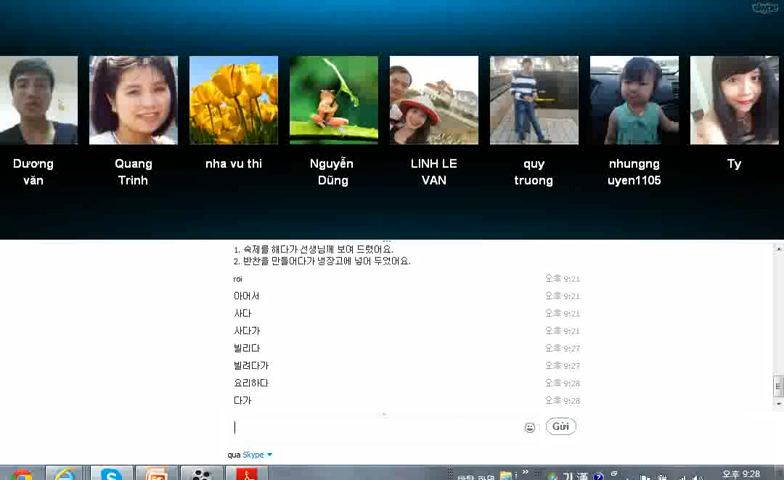 skype
Dương văn
Quang Trinh
nha vu thi
Nguyễn Dũng
LINH LE VAN
quy truong
nhungng uyen1105
Ty
1. 숙제를 해다가 선생님께 보여 드렸어요.
2. 반찬을 만들어다가 냉장고에 넣어 두었어요.
rơi 오후 9:21
아어서 오후 9:21
사다 오후 9:21
사다가 오후 9:21
빌리다 오후 9:27
빌려다가 오후 9:27
요리하다 오후 9:28
다가 오후 9:28
Gửi
qua Skype
가 漢
오후 9:28